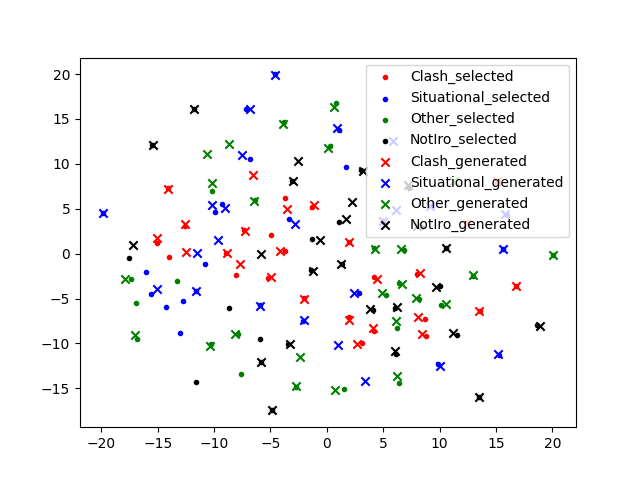 20
15
10
5
0
−5
−10
−15
−20
−15
−10
−5
0
5
10
15
20
Clash_selected
Situational_selected
Other_selected
NotIro_selected
Clash_generated
Situational_generated
Other_generated
NotIro_generated